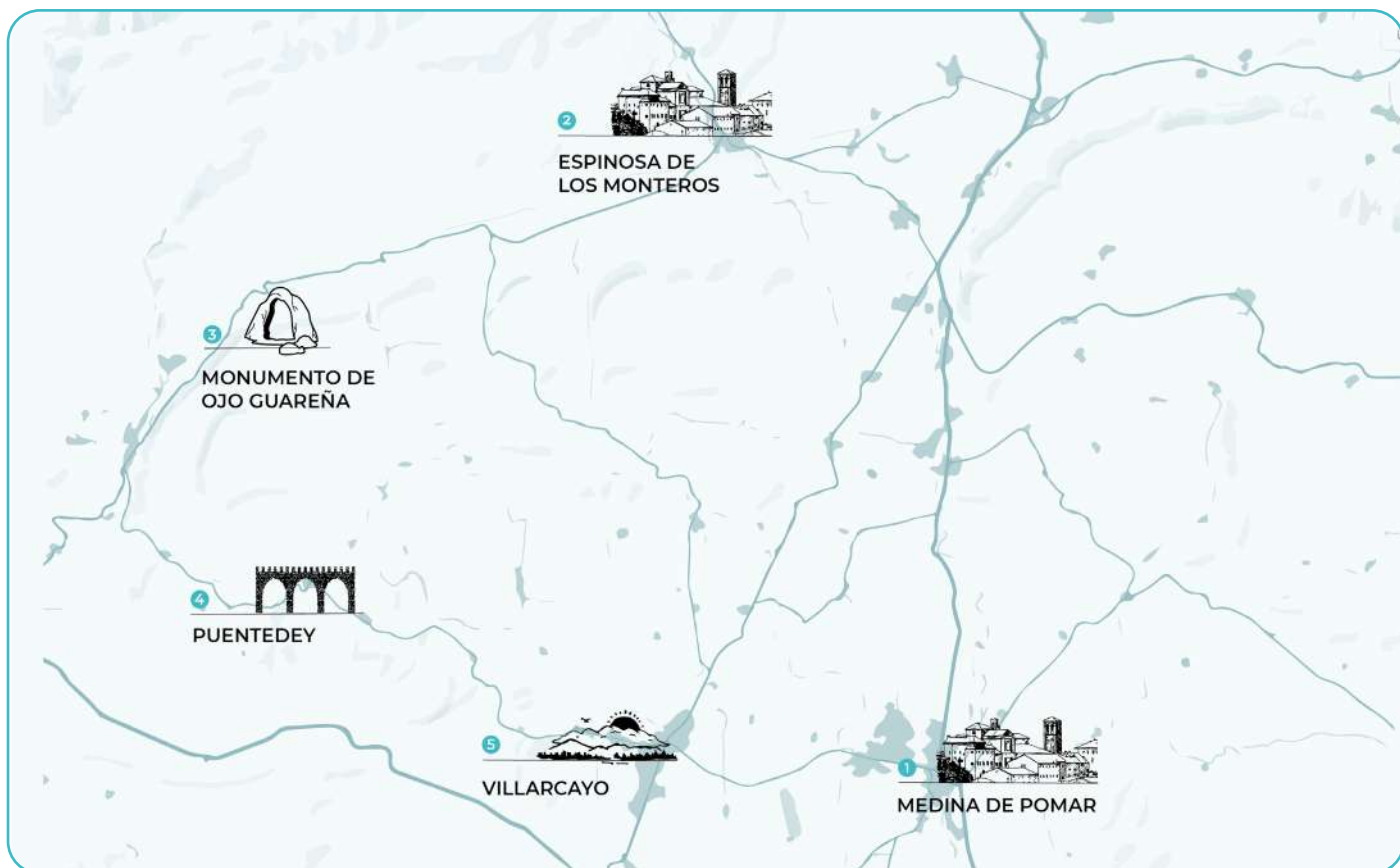 2
ESPINOSA DE
LOS MONTEROS
3
MONUMENTO DE
OJO GUAREÑA
4
PUENTEDEY
5
VILLARCAYO
1
MEDINA DE POMAR